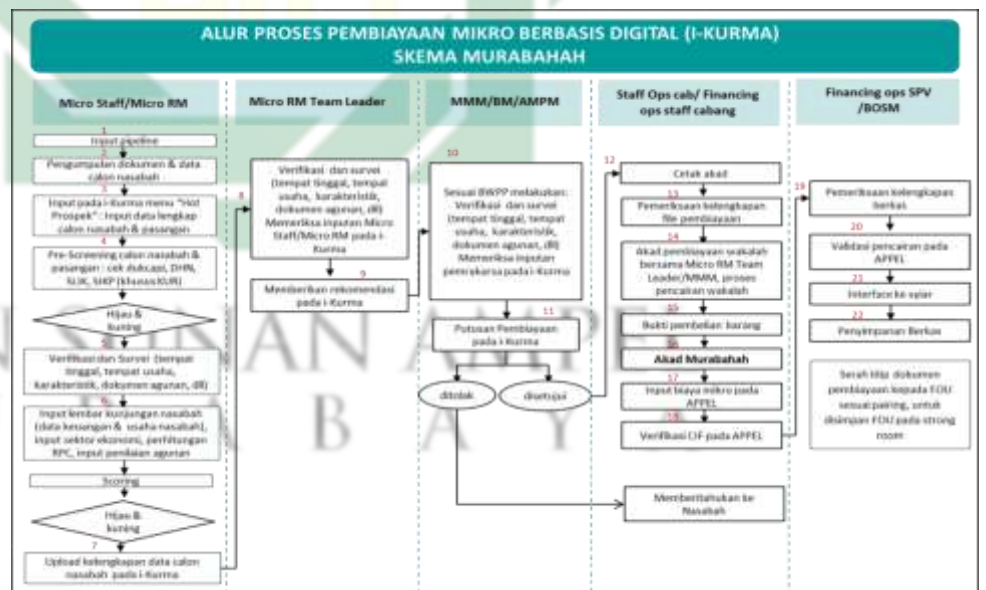 ALUR PROSES PEMBIAYAAN MIKRO BERBASIS DIGITAL (I-KURMA)
SKEMA MURABAHAH
Micro Staff/Micro RM
1
Input pipeline
2
Pengumpulan dokumen & data
calon nasabah
3
Input pada i-Kurma menu "Hot
Prospek" : Input data lengkap
calon nasabah & pasangan
4
Pre-Screening calon nasabah &
pasangan : cek dukcapil, DHN,
SLIK, SIKP (khusus KUR)
Hijau &
kuning
5
Verifikasi dan Survei (tempat
tinggal, tempat usaha,
karakteristik, dokumen agunan, dll)
6
Input lembar kunjungan nasabah
(data keuangan & usaha nasabah),
input sektor ekonomi, perhitungan
RPC, input penilaian agunan
Scoring
Hijau &
kuning
7
Upload kelengkapan data calon
nasabah pada i-Kurma
Micro RM Team Leader
8
Verifikasi dan survei
(tempat tinggal, tempat
usaha, karakteristik,
dokumen agunan, dll)
Memeriksa inputan Micro
Staff/Micro RM pada i-
Kurma
9
Memberikan rekomendasi
pada i-Kurma
MMM/BM/AMPM
10
Sesuai BWPP melakukan:
Verifikasi dan survei
(tempat tinggal, tempat
usaha, karakteristik,
dokumen agunan, dll)
Memeriksa inputan
pemrakarsa pada i-Kurma
11
Putusan Pembiayaan
pada i-Kurma
ditolak
disetujui
Staff Ops cab/ Financing
ops staff cabang
12
Cetak akad
13
Pemeriksaan kelengkapan
file pembiayaan
14
Akad pembiayaan wakalah
bersama Micro RM Team
Leader/MMM, proses
pencairan wakalah
15
Bukti pembelian barang
16
Akad Murabahah
17
Input biaya mikro pada
APPEL
18
Verifikasi CIF pada APPEL
Memberitahukan ke
Nasabah
Financing ops SPV
/BOSM
19
Pemeriksaan kelengkapan
berkas
20
Validasi pencairan pada
APPEL
21
Interface ke syiar
22
Penyimpanan Berkas
Serah titip dokumen
pembiayaan kepada FOU
sesuai pairing, untuk
disimpan FOU pada strong
room